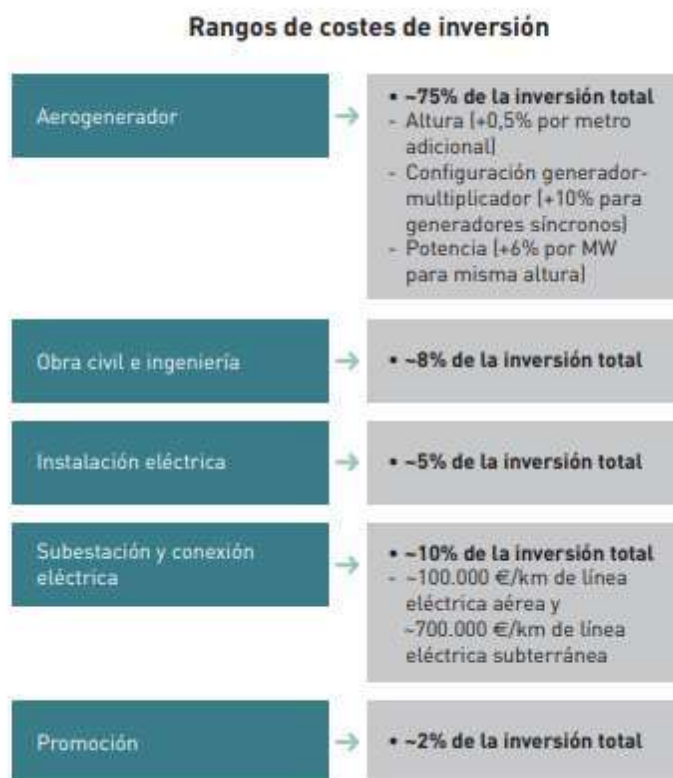 Rangos de costes de inversión
Aerogenerador
→
• ~75% de la inversión total
- Altura (+0,5% por metro
adicional)
- Configuración generador-
multiplicador (+10% para
generadores síncronos)
- Potencia (+6% por MW
para misma altura)
Obra civil e ingeniería
→
• ~8% de la inversión total
Instalación eléctrica
→
• ~5% de la inversión total
Subestación y conexión
eléctrica
→
• ~10% de la inversión total
- ~100.000 €/km de línea
eléctrica aérea y
~700.000 €/km de línea
eléctrica subterránea
Promoción
→
• ~2% de la inversión total